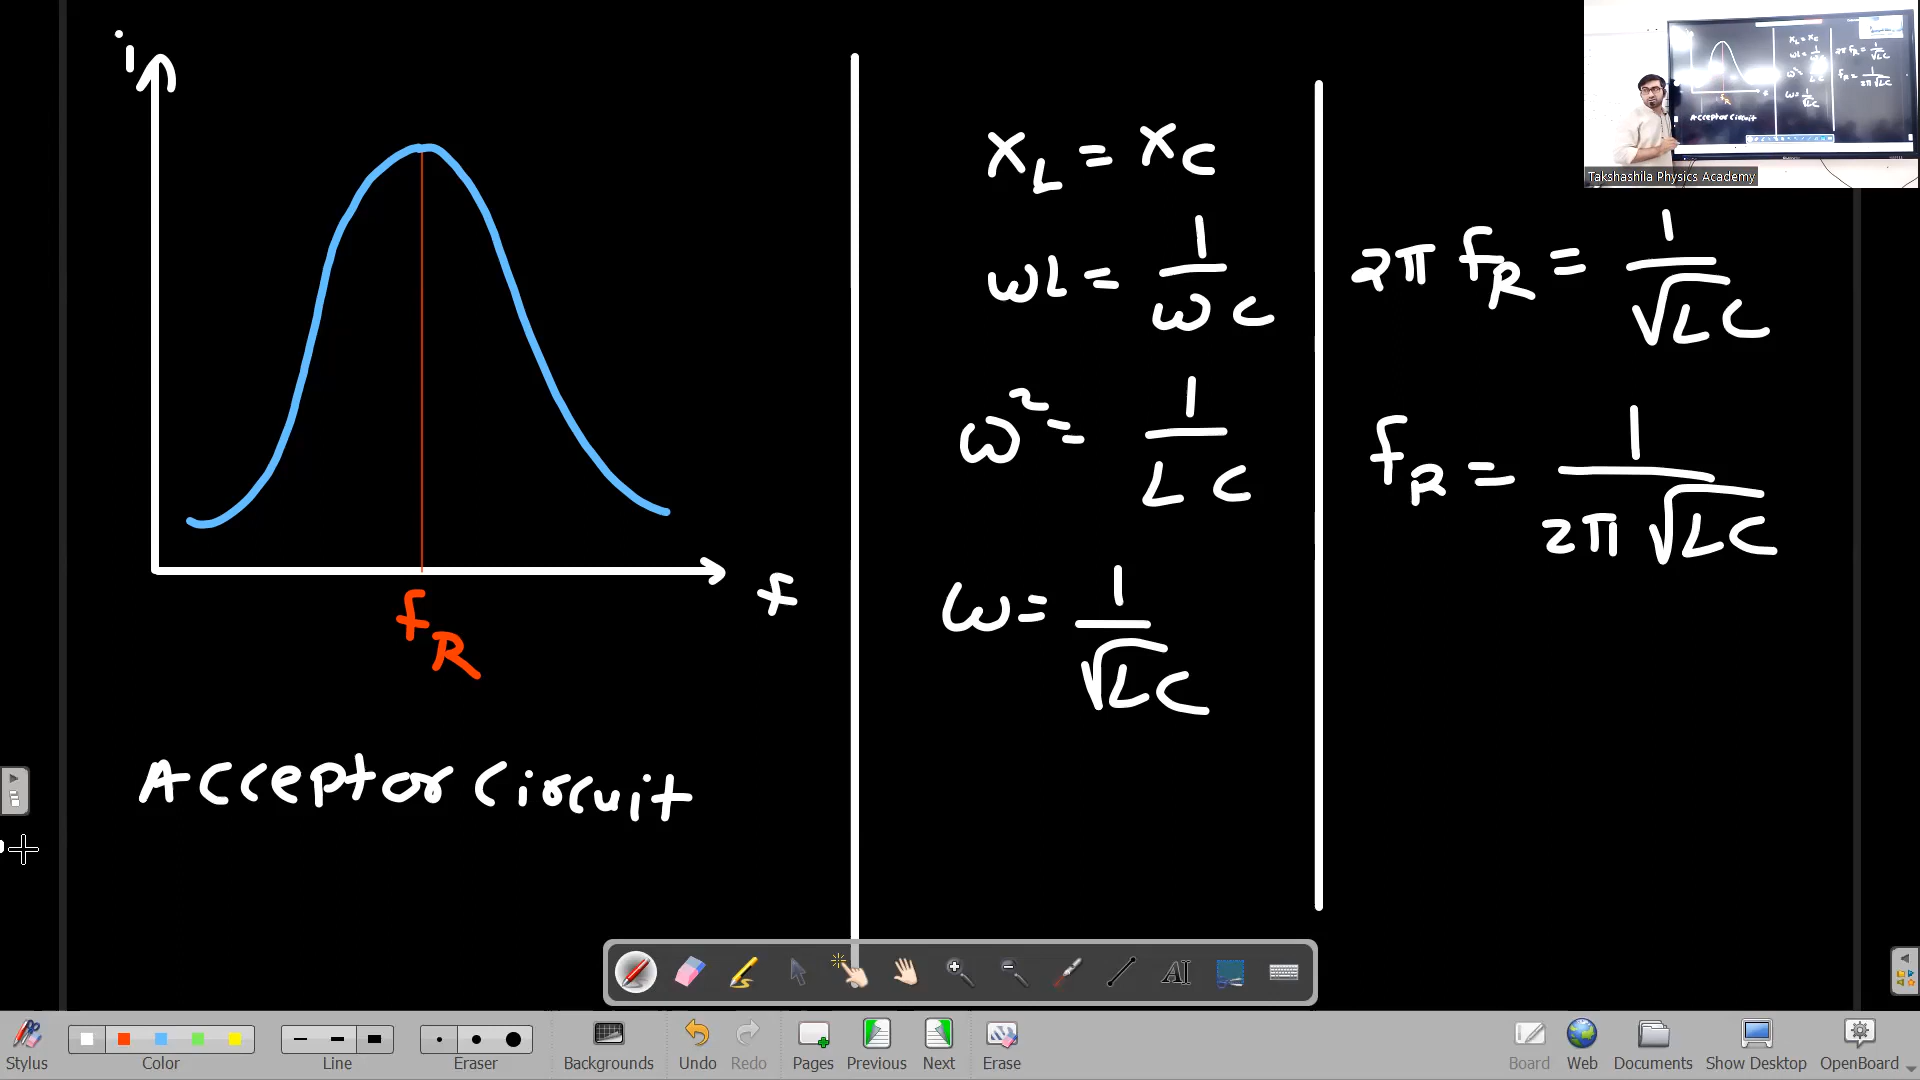 i
f
fR
Acceptor Circuit
XL = XC
ωL = 1/ωC
ω² = 1/LC
ω = 1/√LC
2π fR = 1/√LC
fR = 1/2π√LC
Takshashila Physics Academy
Stylus
Color
Line
Eraser
Backgrounds
Undo
Redo
Pages
Previous
Next
Erase
Board
Web
Documents
Show Desktop
OpenBoard
AI